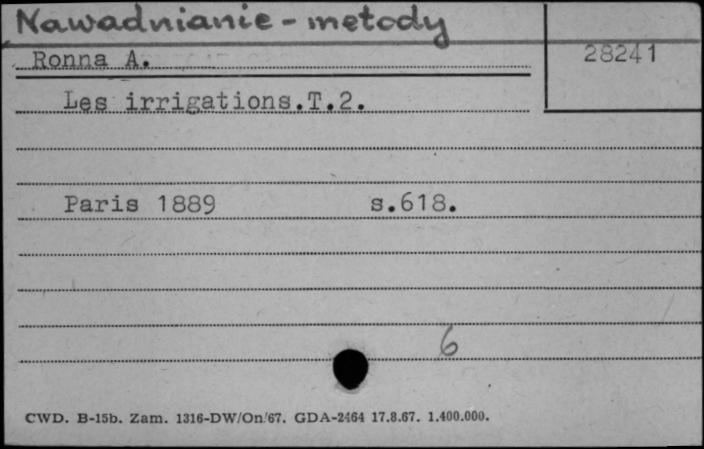 Nawadnianie - metody
Ronna A.
28241
Les irrigations.T.2.
Paris 1889 s.618.
6
CWD. B-15b. Zam. 1316-DW/On/67. GDA-2464 17.8.67. 1.400.000.